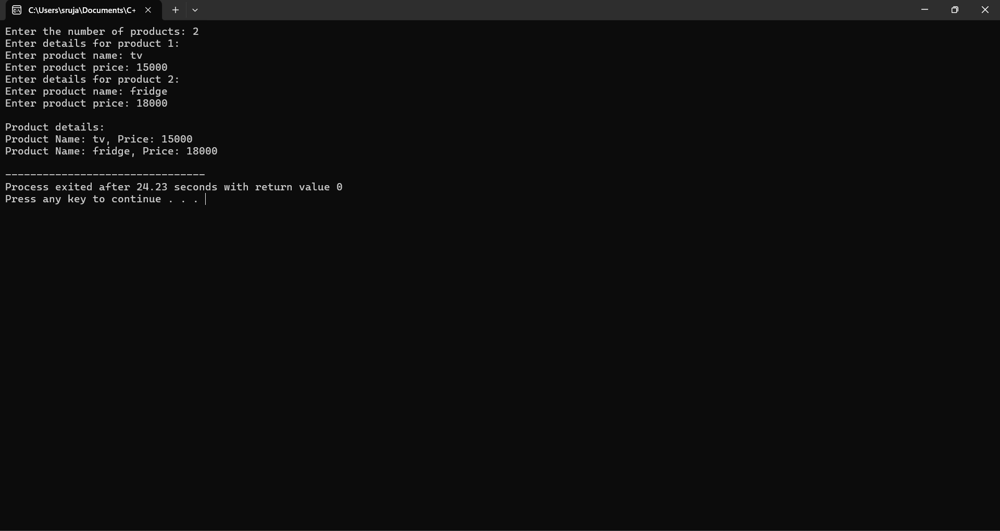 C:\Users\sruja\Documents\C+
Enter the number of products: 2
Enter details for product 1:
Enter product name: tv
Enter product price: 15000
Enter details for product 2:
Enter product name: fridge
Enter product price: 18000
Product details:
Product Name: tv, Price: 15000
Product Name: fridge, Price: 18000
--------------------------------
Process exited after 24.23 seconds with return value 0
Press any key to continue . . .